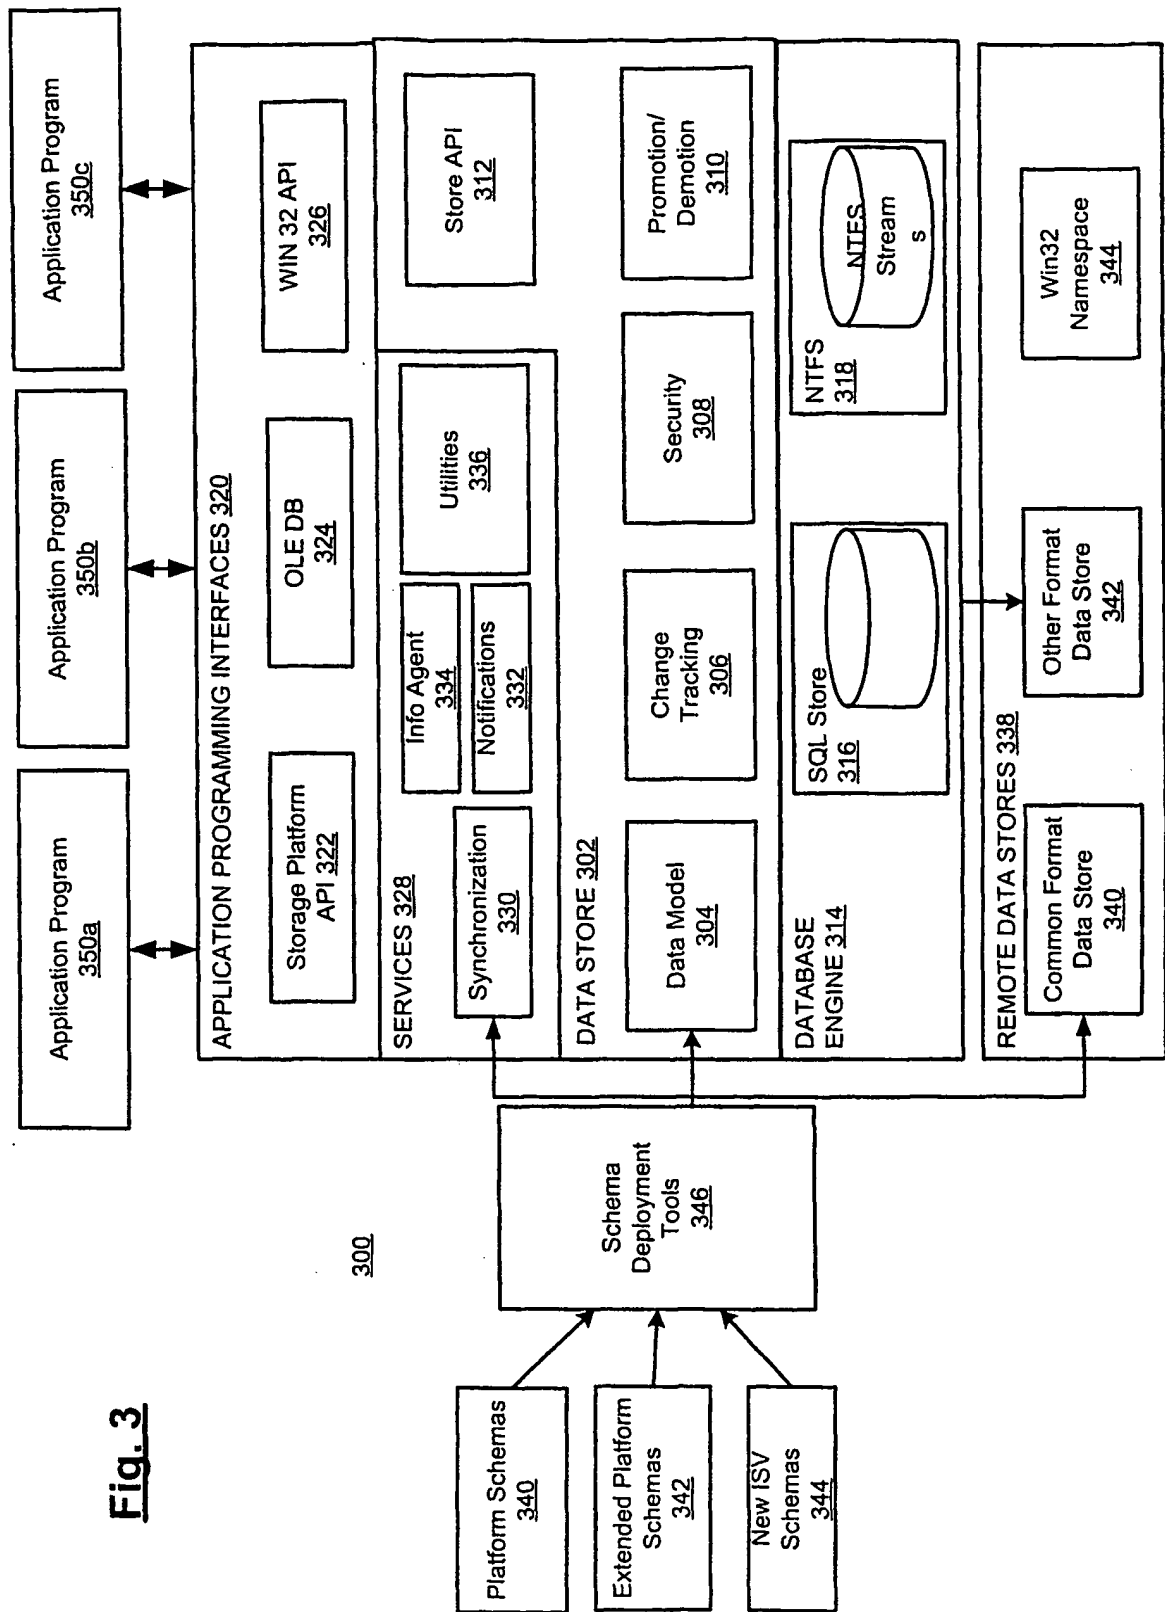 Fig. 3
300
Application Program
350a
Application Program
350b
Application Program
350c
APPLICATION PROGRAMMING INTERFACES 320
Storage Platform
API 322
OLE DB
324
WIN 32 API
326
SERVICES 328
Synchronization
330
Info Agent
334
Notifications
332
Utilities
336
Store API
312
DATA STORE 302
Data Model
304
Change
Tracking
306
Security
308
Promotion/
Demotion
310
DATABASE
ENGINE 314
SQL Store
316
NTFS
318
NTFS
Stream
s
REMOTE DATA STORES 338
Common Format
Data Store
340
Other Format
Data Store
342
Win32
Namespace
344
Platform Schemas
340
Extended Platform
Schemas
342
New ISV
Schemas
344
Schema
Deployment
Tools
346